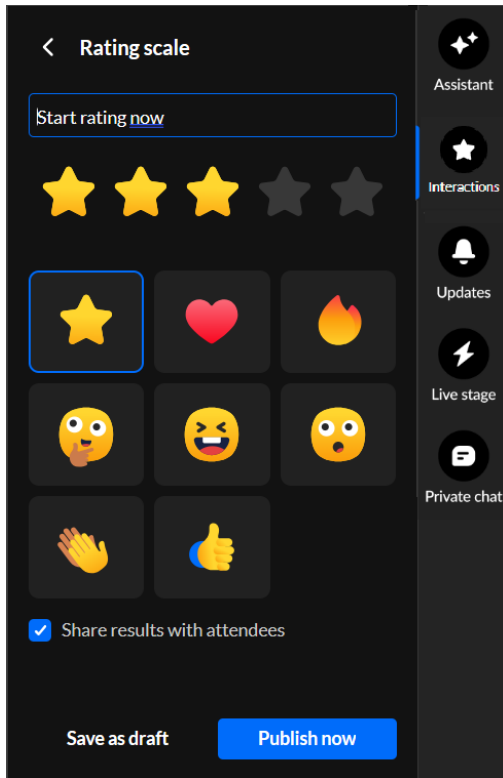 Rating scale
Start rating now
Share results with attendees
Save as draft
Publish now
Assistant
Interactions
Updates
Live stage
Private chat